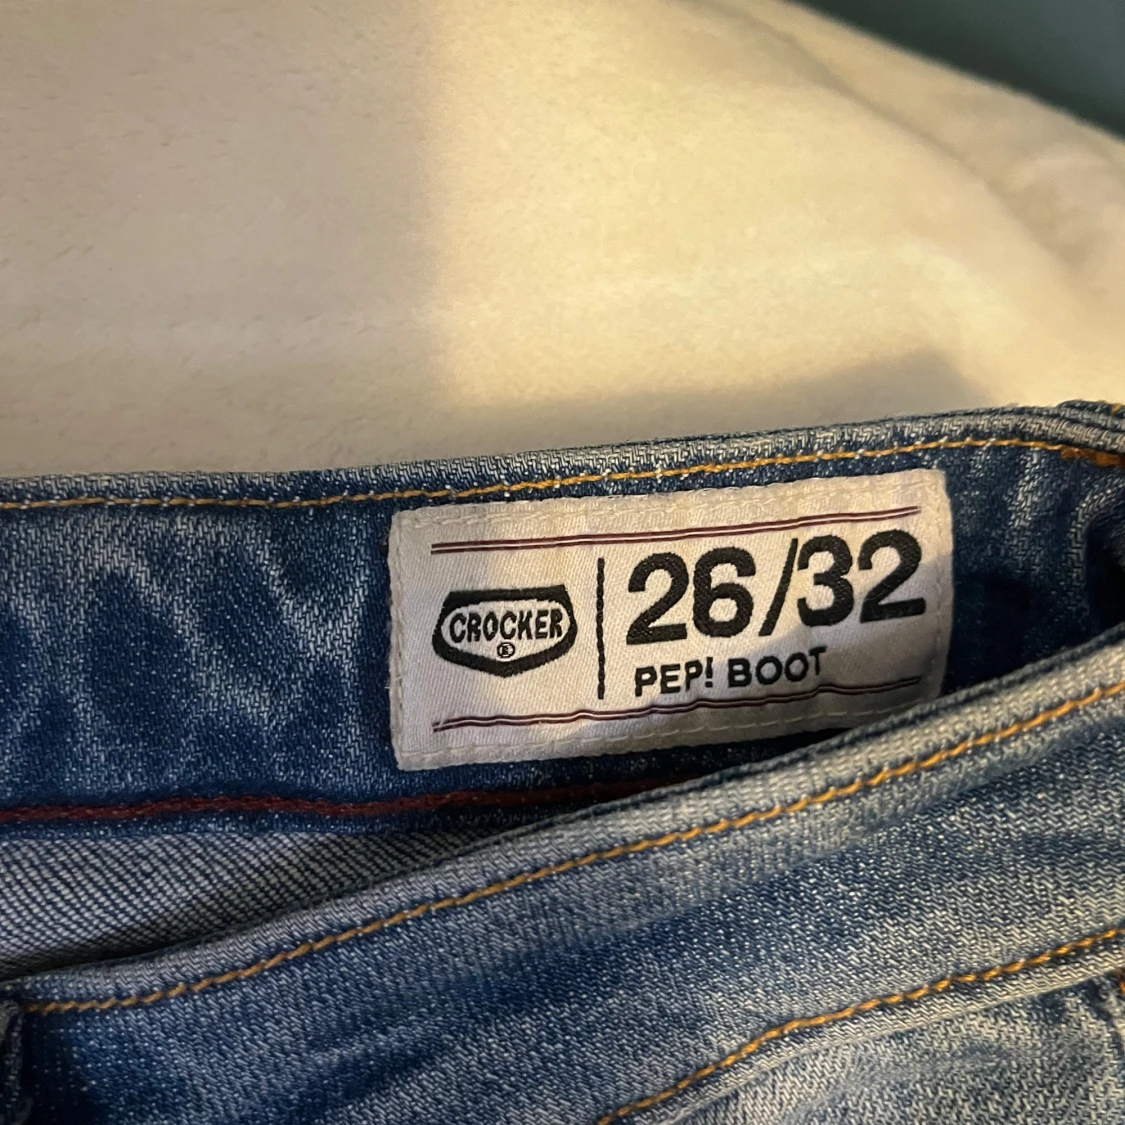 CROCKER
®
26/32
PEP! BOOT